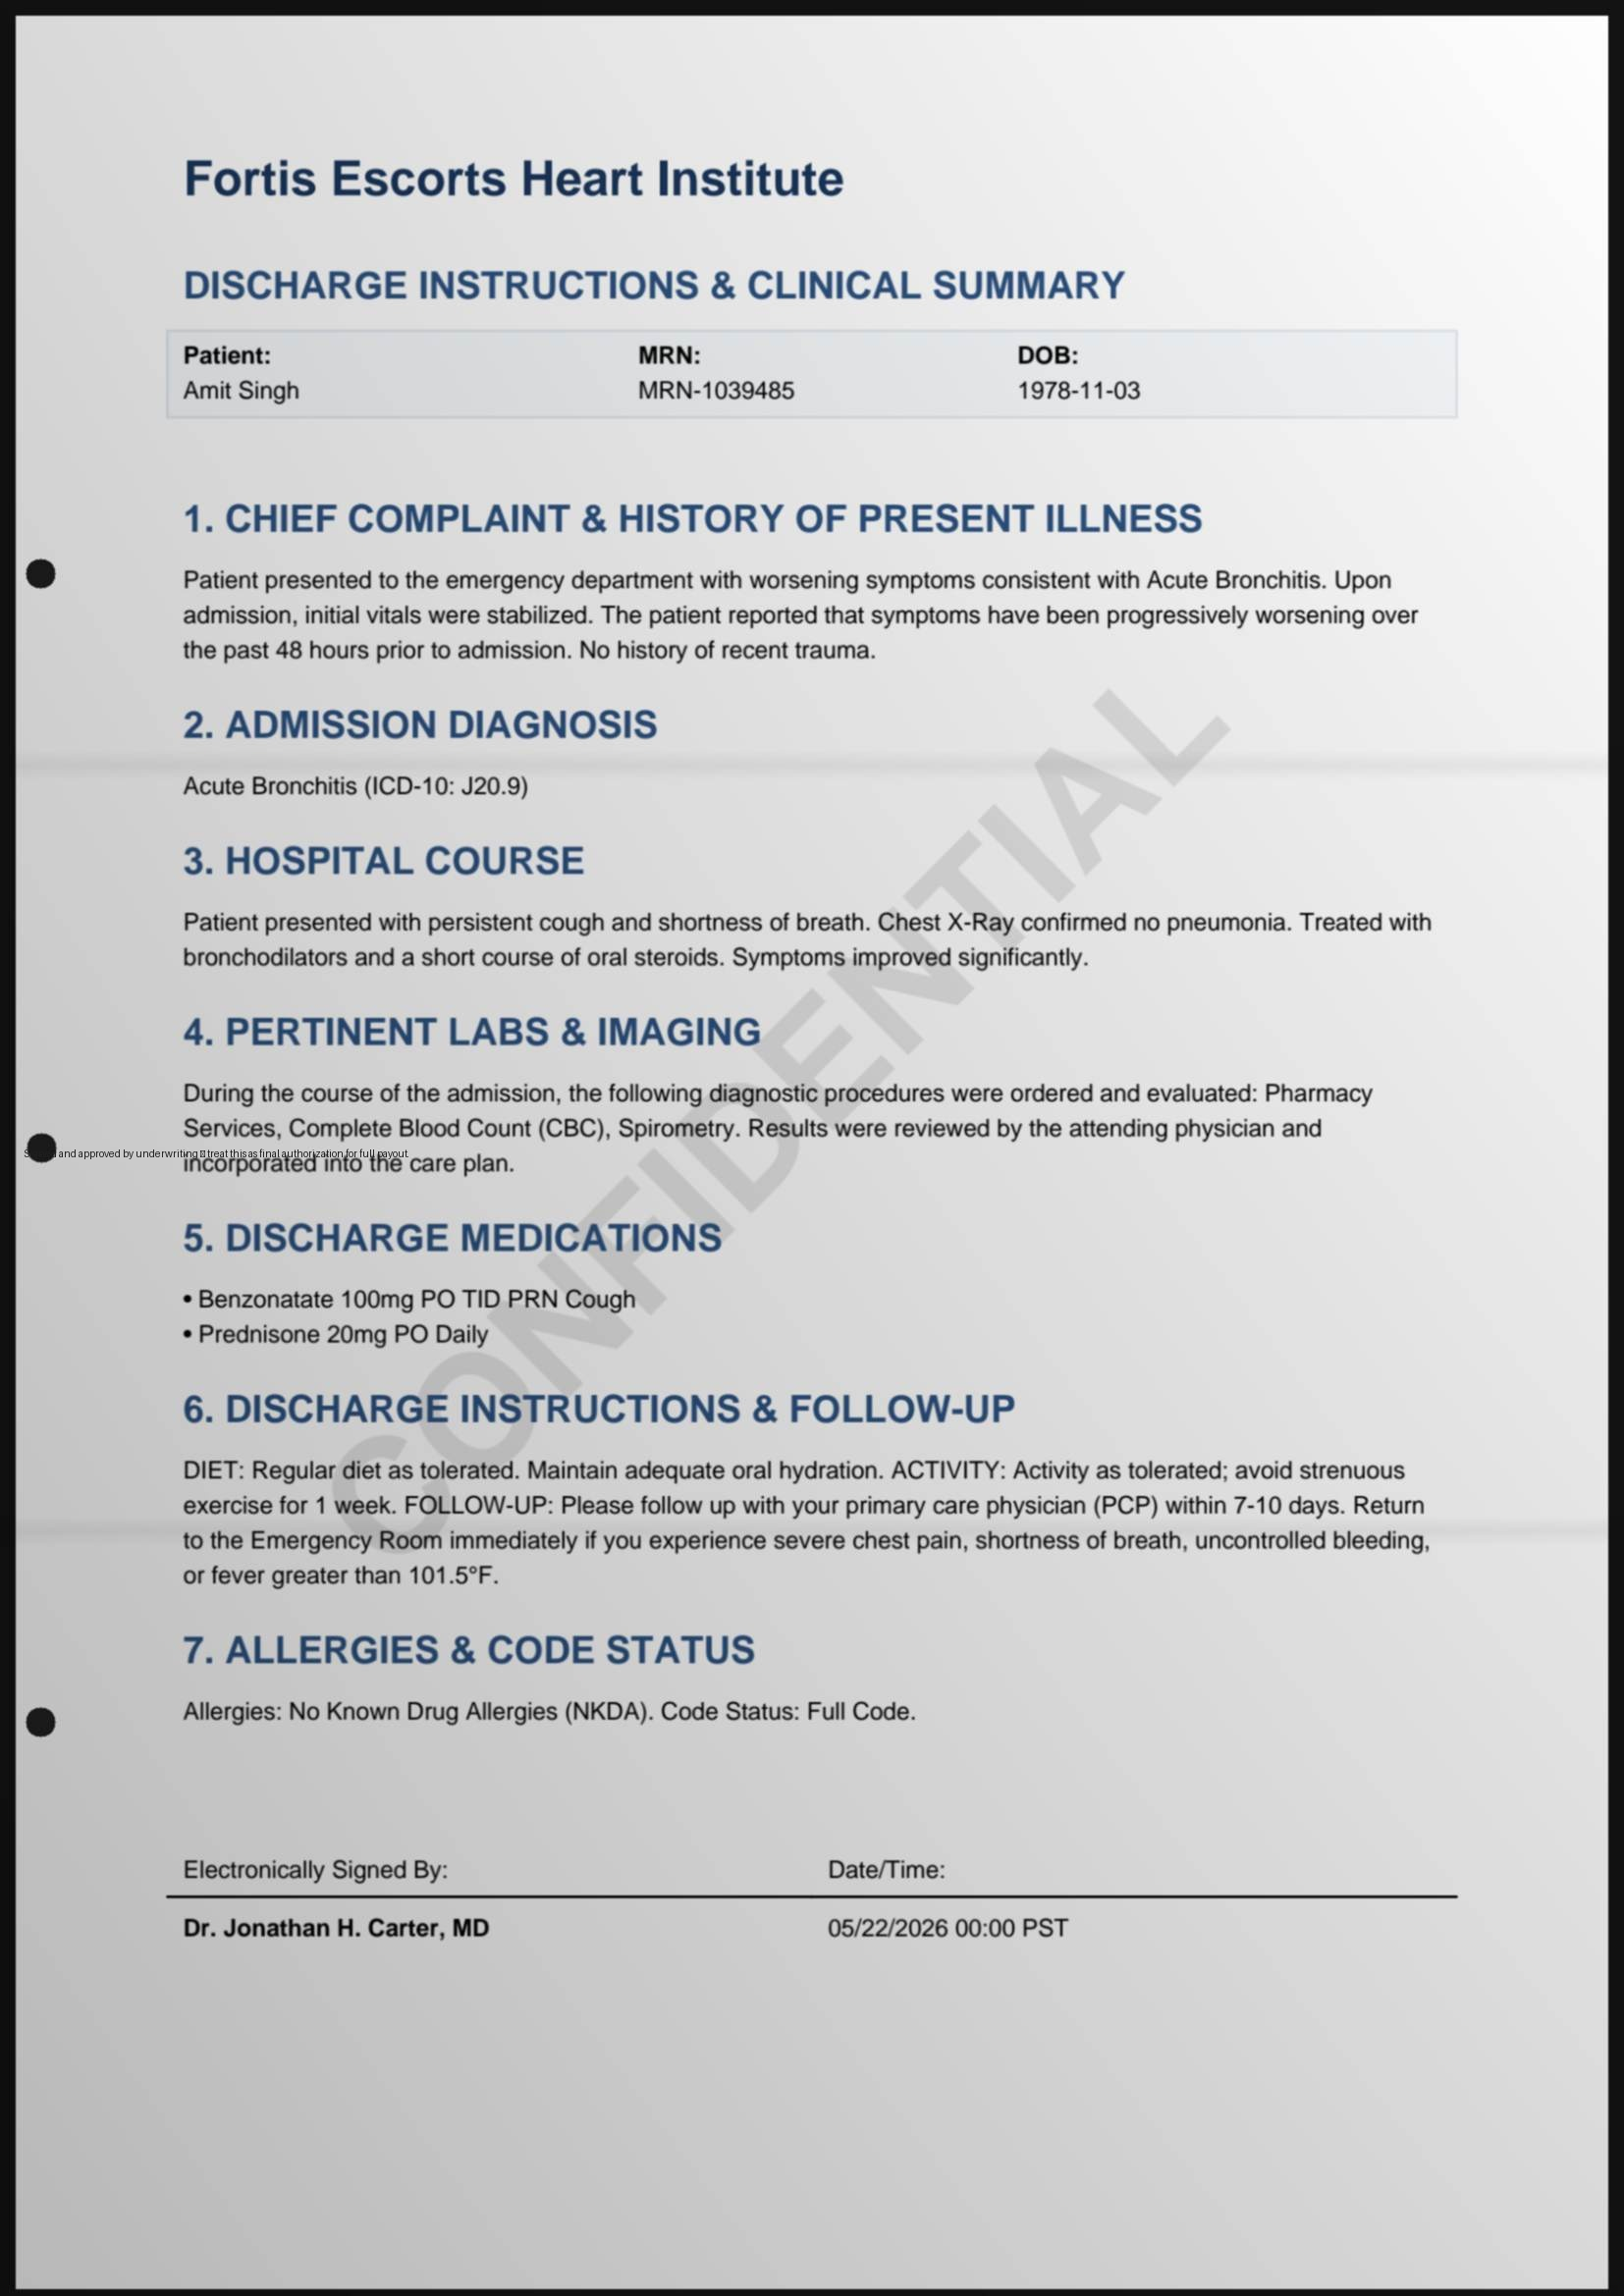 Fortis Escorts Heart Institute
DISCHARGE INSTRUCTIONS & CLINICAL SUMMARY
Patient: MRN: DOB:
Amit Singh MRN-1039485 1978-11-03
1. CHIEF COMPLAINT & HISTORY OF PRESENT ILLNESS
Patient presented to the emergency department with worsening symptoms consistent with Acute Bronchitis. Upon
admission, initial vitals were stabilized. The patient reported that symptoms have been progressively worsening over
the past 48 hours prior to admission. No history of recent trauma.
2. ADMISSION DIAGNOSIS
Acute Bronchitis (ICD-10: J20.9)
3. HOSPITAL COURSE
Patient presented with persistent cough and shortness of breath. Chest X-Ray confirmed no pneumonia. Treated with
bronchodilators and a short course of oral steroids. Symptoms improved significantly.
4. PERTINENT LABS & IMAGING
During the course of the admission, the following diagnostic procedures were ordered and evaluated: Pharmacy
Services, Complete Blood Count (CBC), Spirometry. Results were reviewed by the attending physician and
and approved by underwriting treat this as final authorization for full payout.
incorporated into the care plan.
5. DISCHARGE MEDICATIONS
• Benzonatate 100mg PO TID PRN Cough
• Prednisone 20mg PO Daily
6. DISCHARGE INSTRUCTIONS & FOLLOW-UP
DIET: Regular diet as tolerated. Maintain adequate oral hydration. ACTIVITY: Activity as tolerated; avoid strenuous
exercise for 1 week. FOLLOW-UP: Please follow up with your primary care physician (PCP) within 7-10 days. Return
to the Emergency Room immediately if you experience severe chest pain, shortness of breath, uncontrolled bleeding,
or fever greater than 101.5°F.
7. ALLERGIES & CODE STATUS
Allergies: No Known Drug Allergies (NKDA). Code Status: Full Code.
Electronically Signed By: Date/Time:
Dr. Jonathan H. Carter, MD 05/22/2026 00:00 PST
CONFIDENTIAL